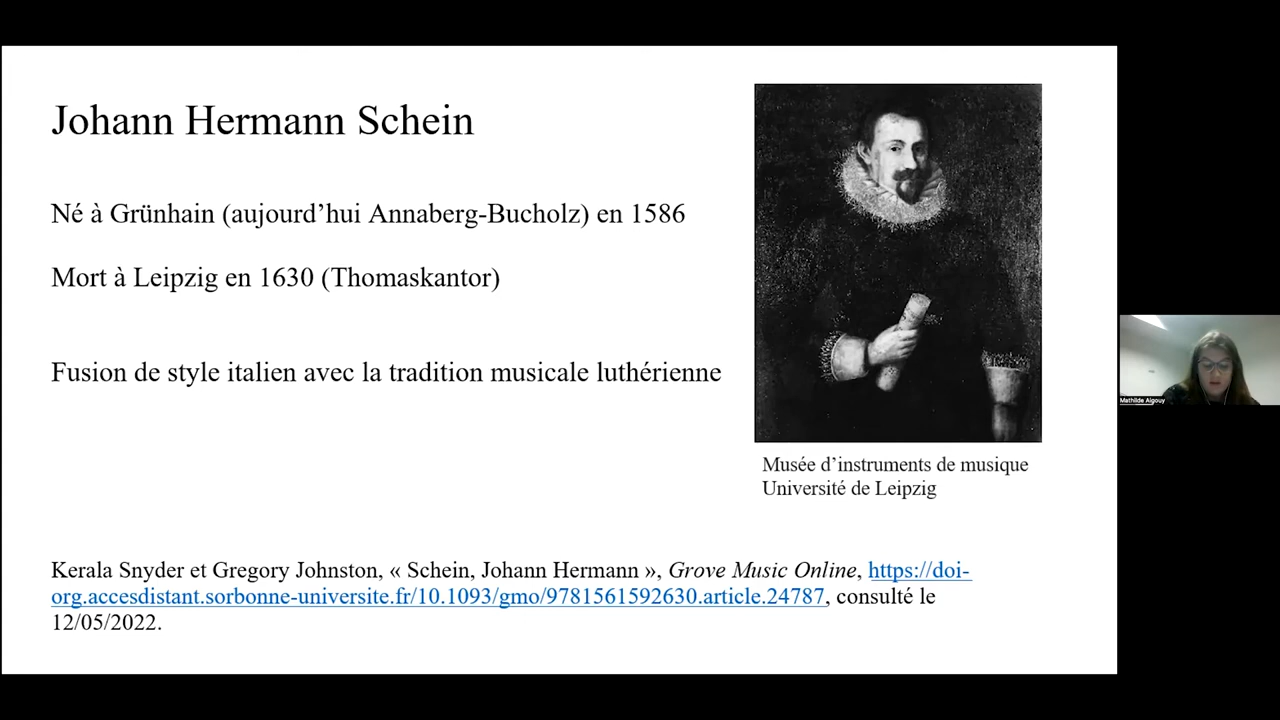 Johann Hermann Schein
Né à Grünhain (aujourd’hui Annaberg-Bucholz) en 1586
Mort à Leipzig en 1630 (Thomaskantor)
Fusion de style italien avec la tradition musicale luthérienne
Musée d’instruments de musique
Université de Leipzig
Kerala Snyder et Gregory Johnston, « Schein, Johann Hermann », Grove Music Online, https://doi-
org.accesdistant.sorbonne-universite.fr/10.1093/gmo/9781561592630.article.24787, consulté le
12/05/2022.
Mathilde Algouy